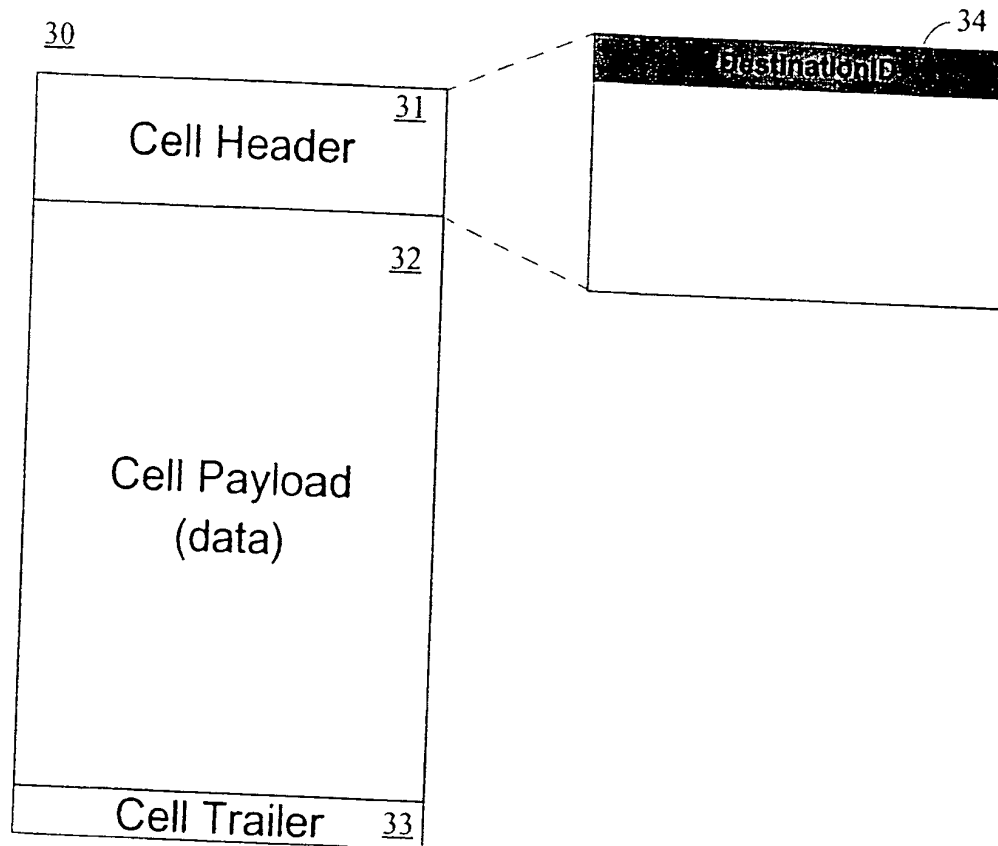 30
34
DestinationID
31
Cell Header
32
Cell Payload
(data)
Cell Trailer
33